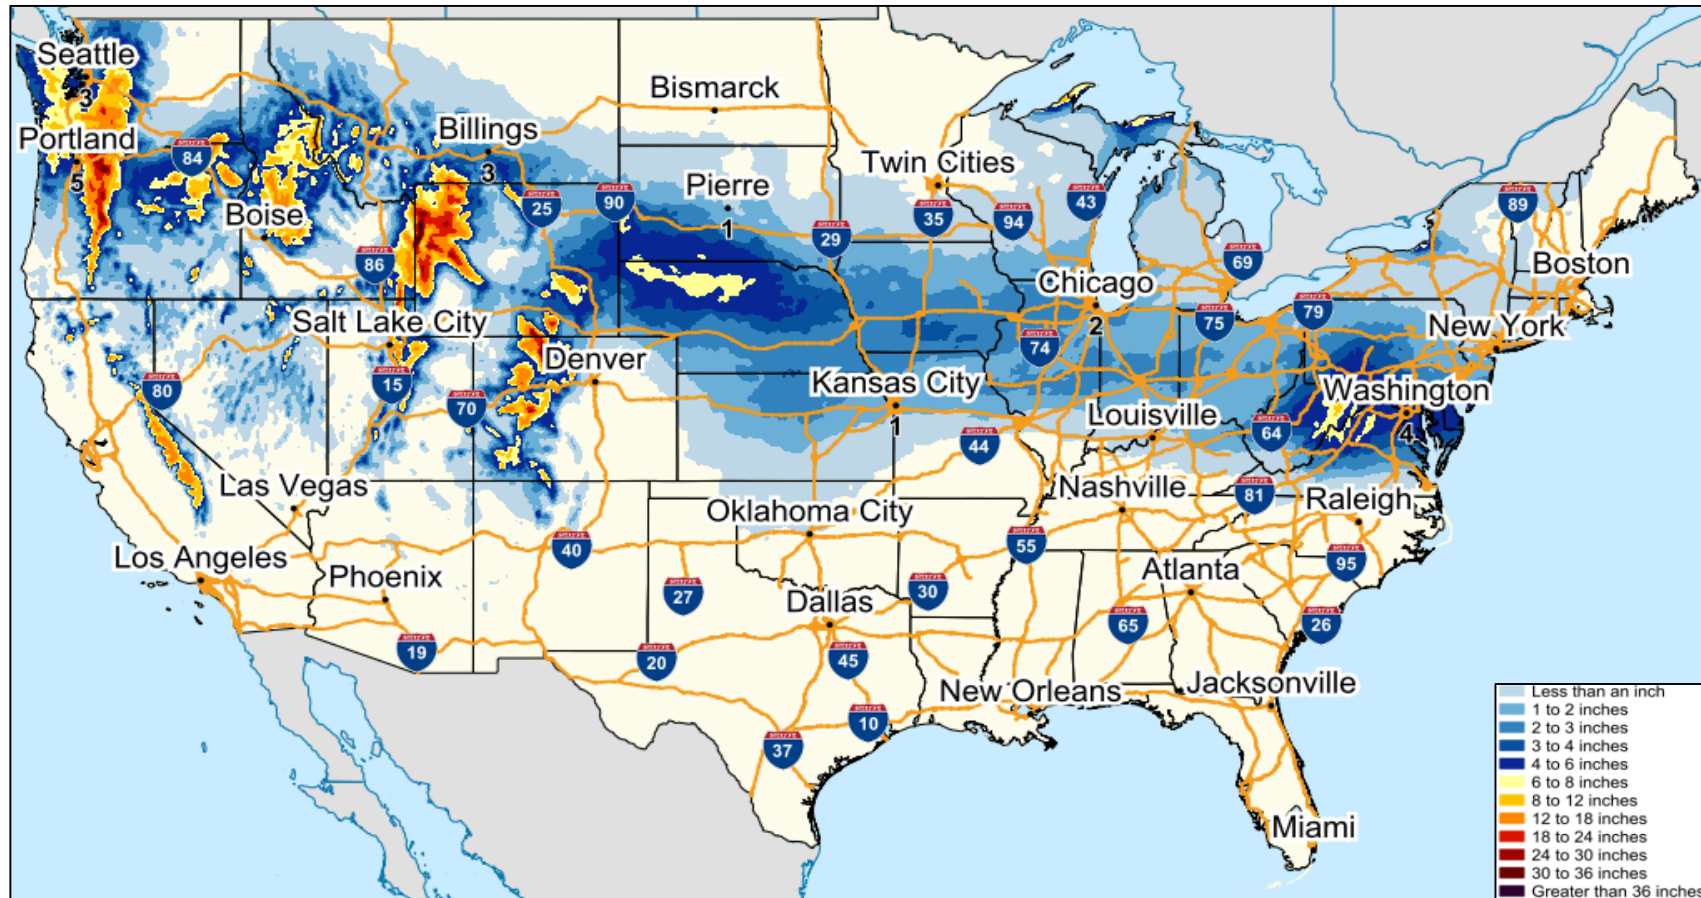 Seattle
3
Portland
5
84
Boise
86
Billings
3
25
90
Bismarck
Pierre
1
29
Twin Cities
35
94
43
69
89
Boston
Chicago
2
74
75
79
New York
Salt Lake City
80
15
70
Denver
Kansas City
1
44
Louisville
64
Washington
4
Las Vegas
Los Angeles
Phoenix
19
40
27
20
Oklahoma City
Dallas
30
45
10
37
Nashville
55
81
Raleigh
95
Atlanta
65
26
New Orleans
Jacksonville
Miami
Less than an inch
1 to 2 inches
2 to 3 inches
3 to 4 inches
4 to 6 inches
6 to 8 inches
8 to 12 inches
12 to 18 inches
18 to 24 inches
24 to 30 inches
30 to 36 inches
Greater than 36 inches